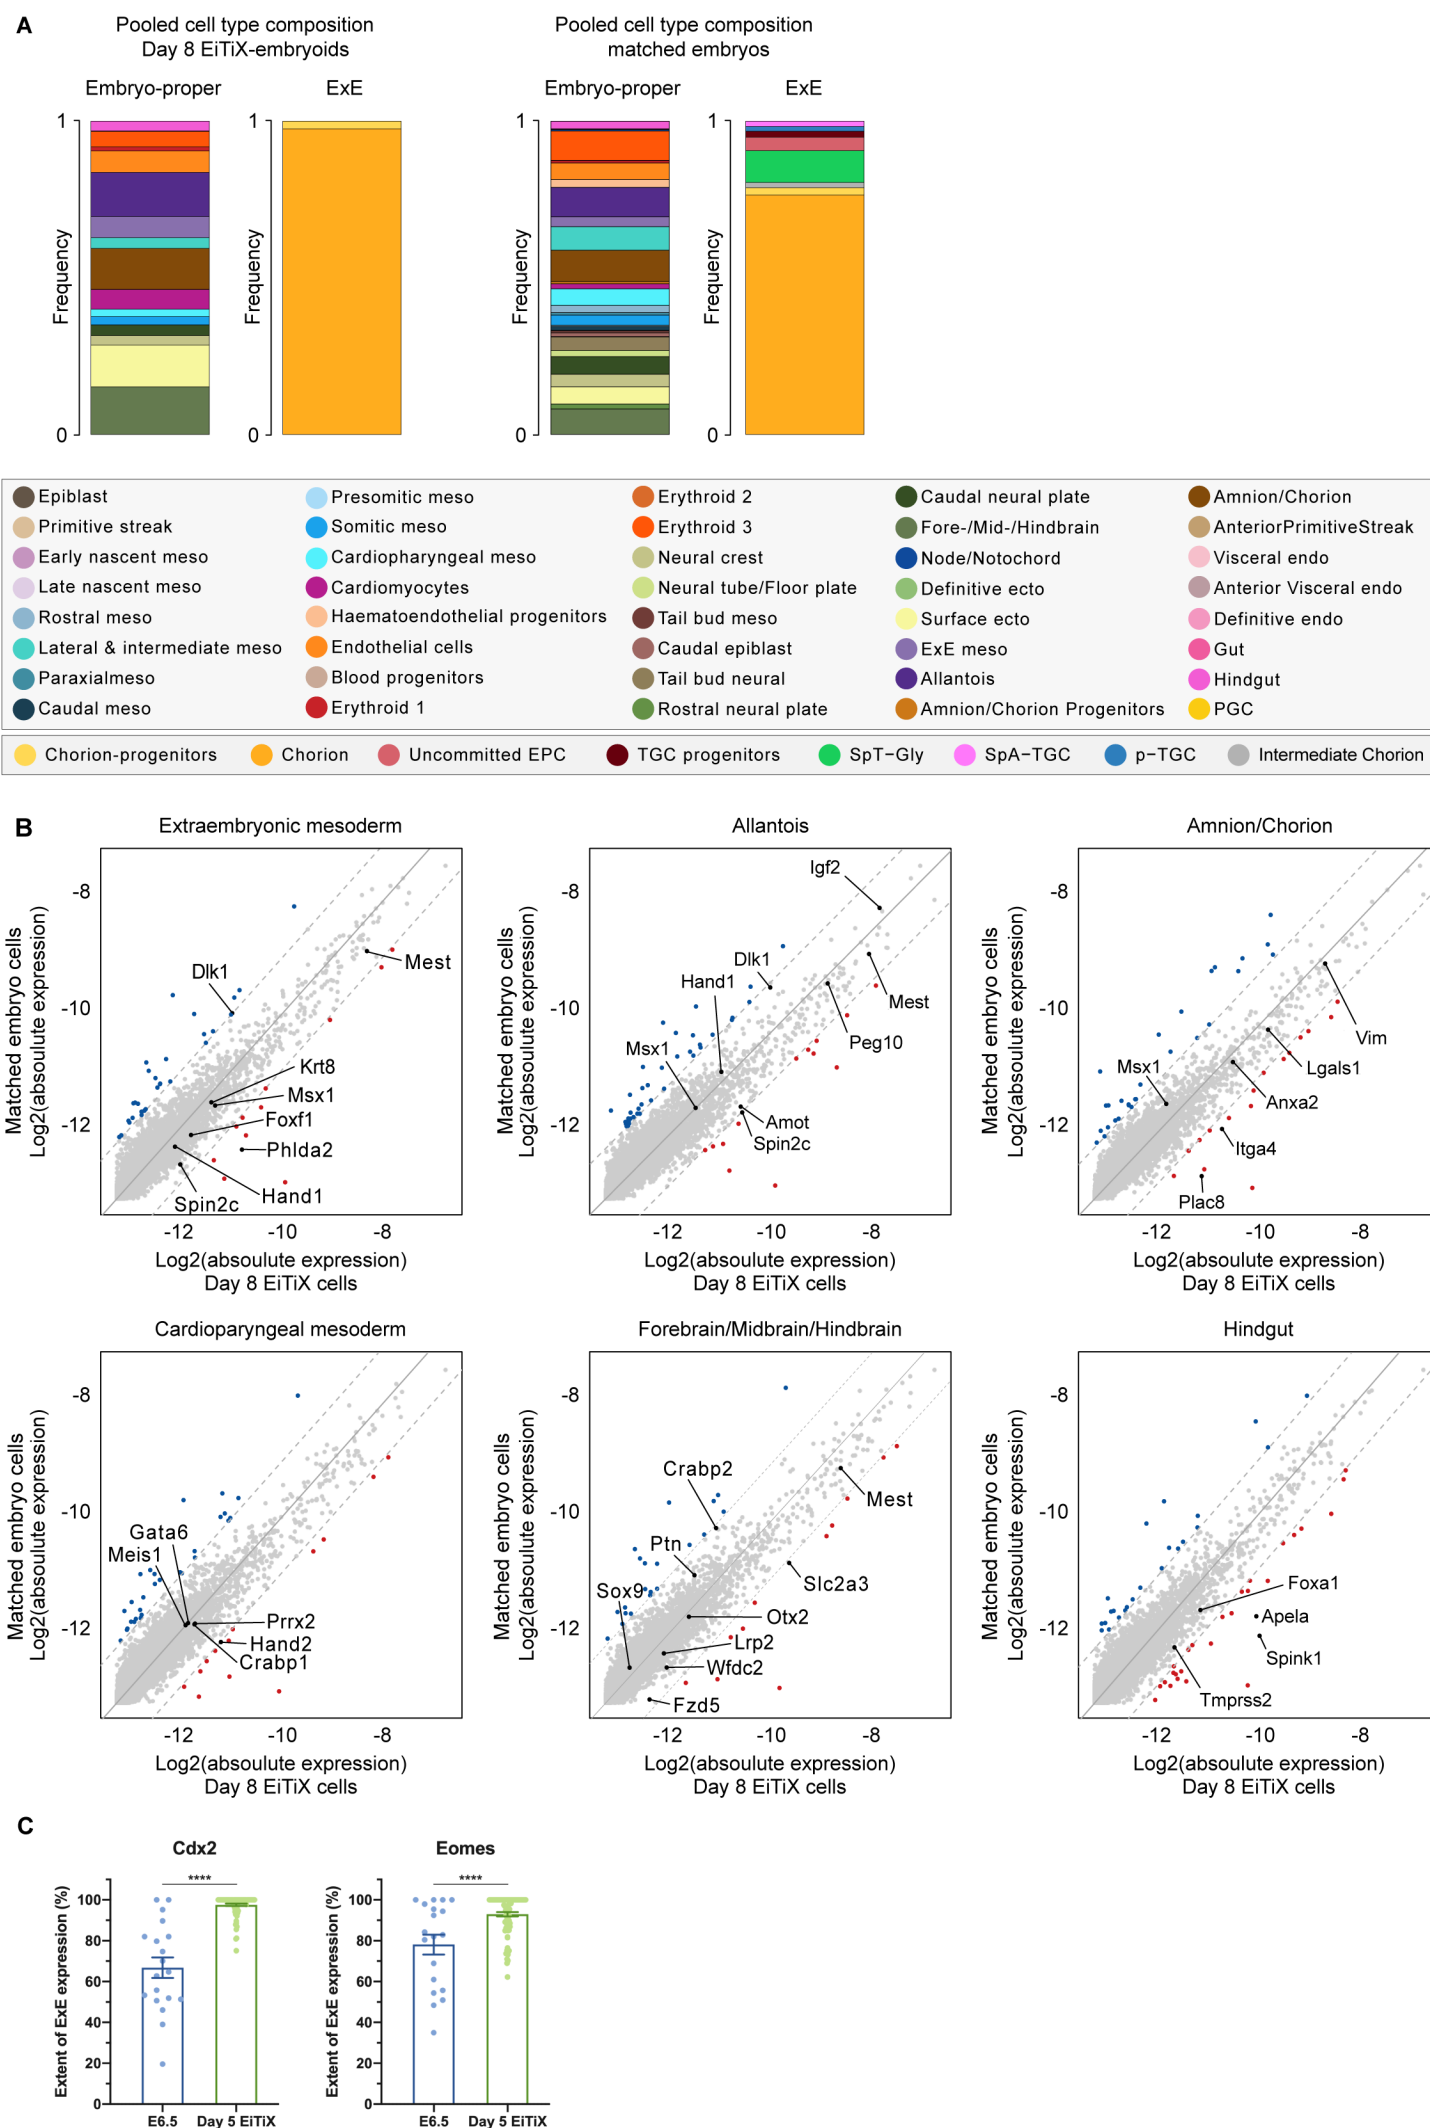 A
Pooled cell type composition
Day 8 EiTiX-embryoids
Pooled cell type composition
matched embryos
Embryo-proper
ExE
Embryo-proper
ExE
1
0
Frequency
1
0
Frequency
1
0
Frequency
1
0
Frequency
Epiblast
Primitive streak
Early nascent meso
Late nascent meso
Rostral meso
Lateral & intermediate meso
Paraxialmeso
Caudal meso
Presomitic meso
Somitic meso
Cardiopharyngeal meso
Cardiomyocytes
Haematoendothelial progenitors
Endothelial cells
Blood progenitors
Erythroid 1
Erythroid 2
Erythroid 3
Neural crest
Neural tube/Floor plate
Tail bud meso
Caudal epiblast
Tail bud neural
Rostral neural plate
Caudal neural plate
Fore-/Mid-/Hindbrain
Node/Notochord
Definitive ecto
Surface ecto
ExE meso
Allantois
Amnion/Chorion Progenitors
Amnion/Chorion
AnteriorPrimitiveStreak
Visceral endo
Anterior Visceral endo
Definitive endo
Gut
Hindgut
PGC
Chorion-progenitors
Chorion
Uncommitted EPC
TGC progenitors
SpT−Gly
SpA−TGC
p−TGC
Intermediate Chorion
B
Extraembryonic mesoderm
Matched embryo cells
Log2(absoulute expression)
-8
-10
-12
Dlk1
Mest
Krt8
Msx1
Foxf1
Phlda2
Hand1
Spin2c
-12
-10
-8
Log2(absoulute expression)
Day 8 EiTiX cells
Allantois
Matched embryo cells
Log2(absoulute expression)
-8
-10
-12
Igf2
Dlk1
Hand1
Mest
Peg10
Msx1
Amot
Spin2c
-12
-10
-8
Log2(absoulute expression)
Day 8 EiTiX cells
Amnion/Chorion
Matched embryo cells
Log2(absoulute expression)
-8
-10
-12
Vim
Lgals1
Msx1
Anxa2
Itga4
Plac8
-12
-10
-8
Log2(absoulute expression)
Day 8 EiTiX cells
Cardioparyngeal mesoderm
Matched embryo cells
Log2(absoulute expression)
-8
-10
-12
Gata6
Meis1
Prrx2
Hand2
Crabp1
-12
-10
-8
Log2(absoulute expression)
Day 8 EiTiX cells
Forebrain/Midbrain/Hindbrain
Matched embryo cells
Log2(absoulute expression)
-8
-10
-12
Crabp2
Mest
Ptn
Slc2a3
Sox9
Otx2
Lrp2
Wfdc2
Fzd5
-12
-10
-8
Log2(absoulute expression)
Day 8 EiTiX cells
Hindgut
Matched embryo cells
Log2(absoulute expression)
-8
-10
-12
Foxa1
Apela
Spink1
Tmprss2
-12
-10
-8
Log2(absoulute expression)
Day 8 EiTiX cells
C
Cdx2
****
Extent of ExE expression (%)
100
80
60
40
20
0
E6.5
Day 5 EiTiX
Eomes
****
Extent of ExE expression (%)
100
80
60
40
20
0
E6.5
Day 5 EiTiX